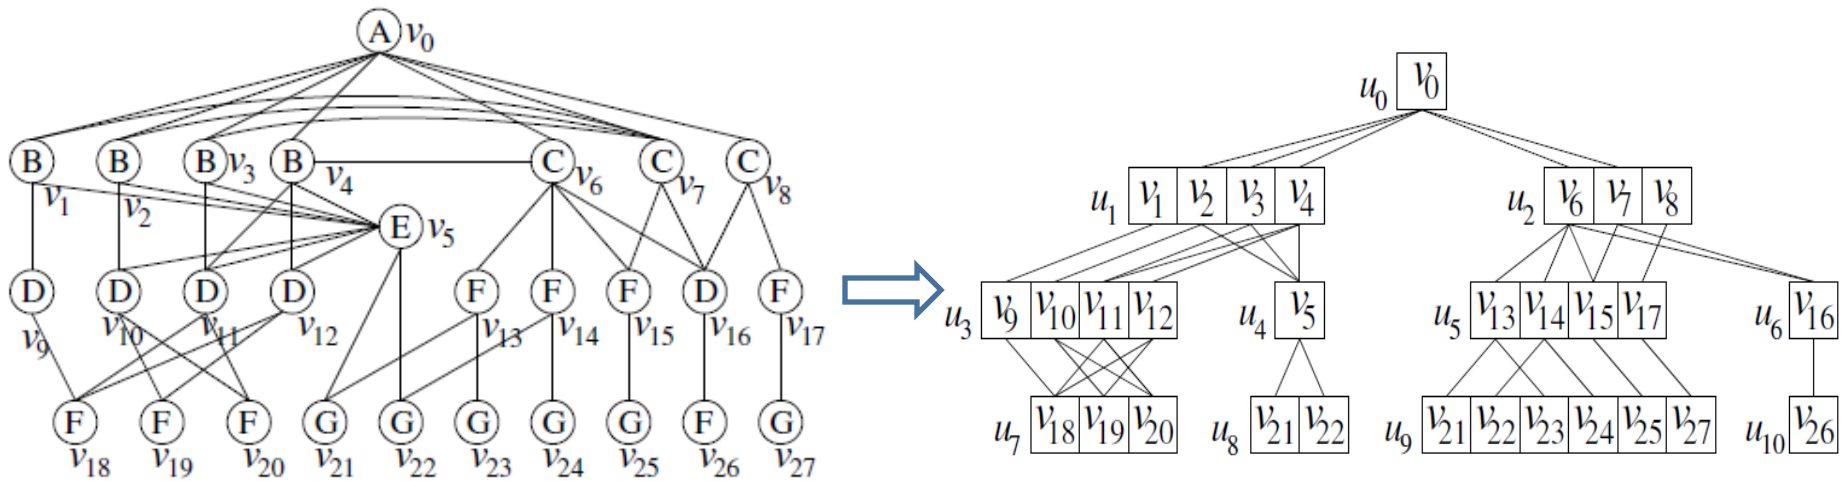 A v0
B B B v3 B C C C
v1 v2 v4 v6 v7 v8
E v5
D D D D F F F D F
v9 v10 v11 v12 v13 v14 v15 v16 v17
F F F G G G G G F G
v18 v19 v20 v21 v22 v23 v24 v25 v26 v27
u0 v0
u1 v1 v2 v3 v4 u2 v6 v7 v8
u3 v9 v10 v11 v12 u4 v5 u5 v13 v14 v15 v17 u6 v16
u7 v18 v19 v20 u8 v21 v22 u9 v21 v22 v23 v24 v25 v27 u10 v26